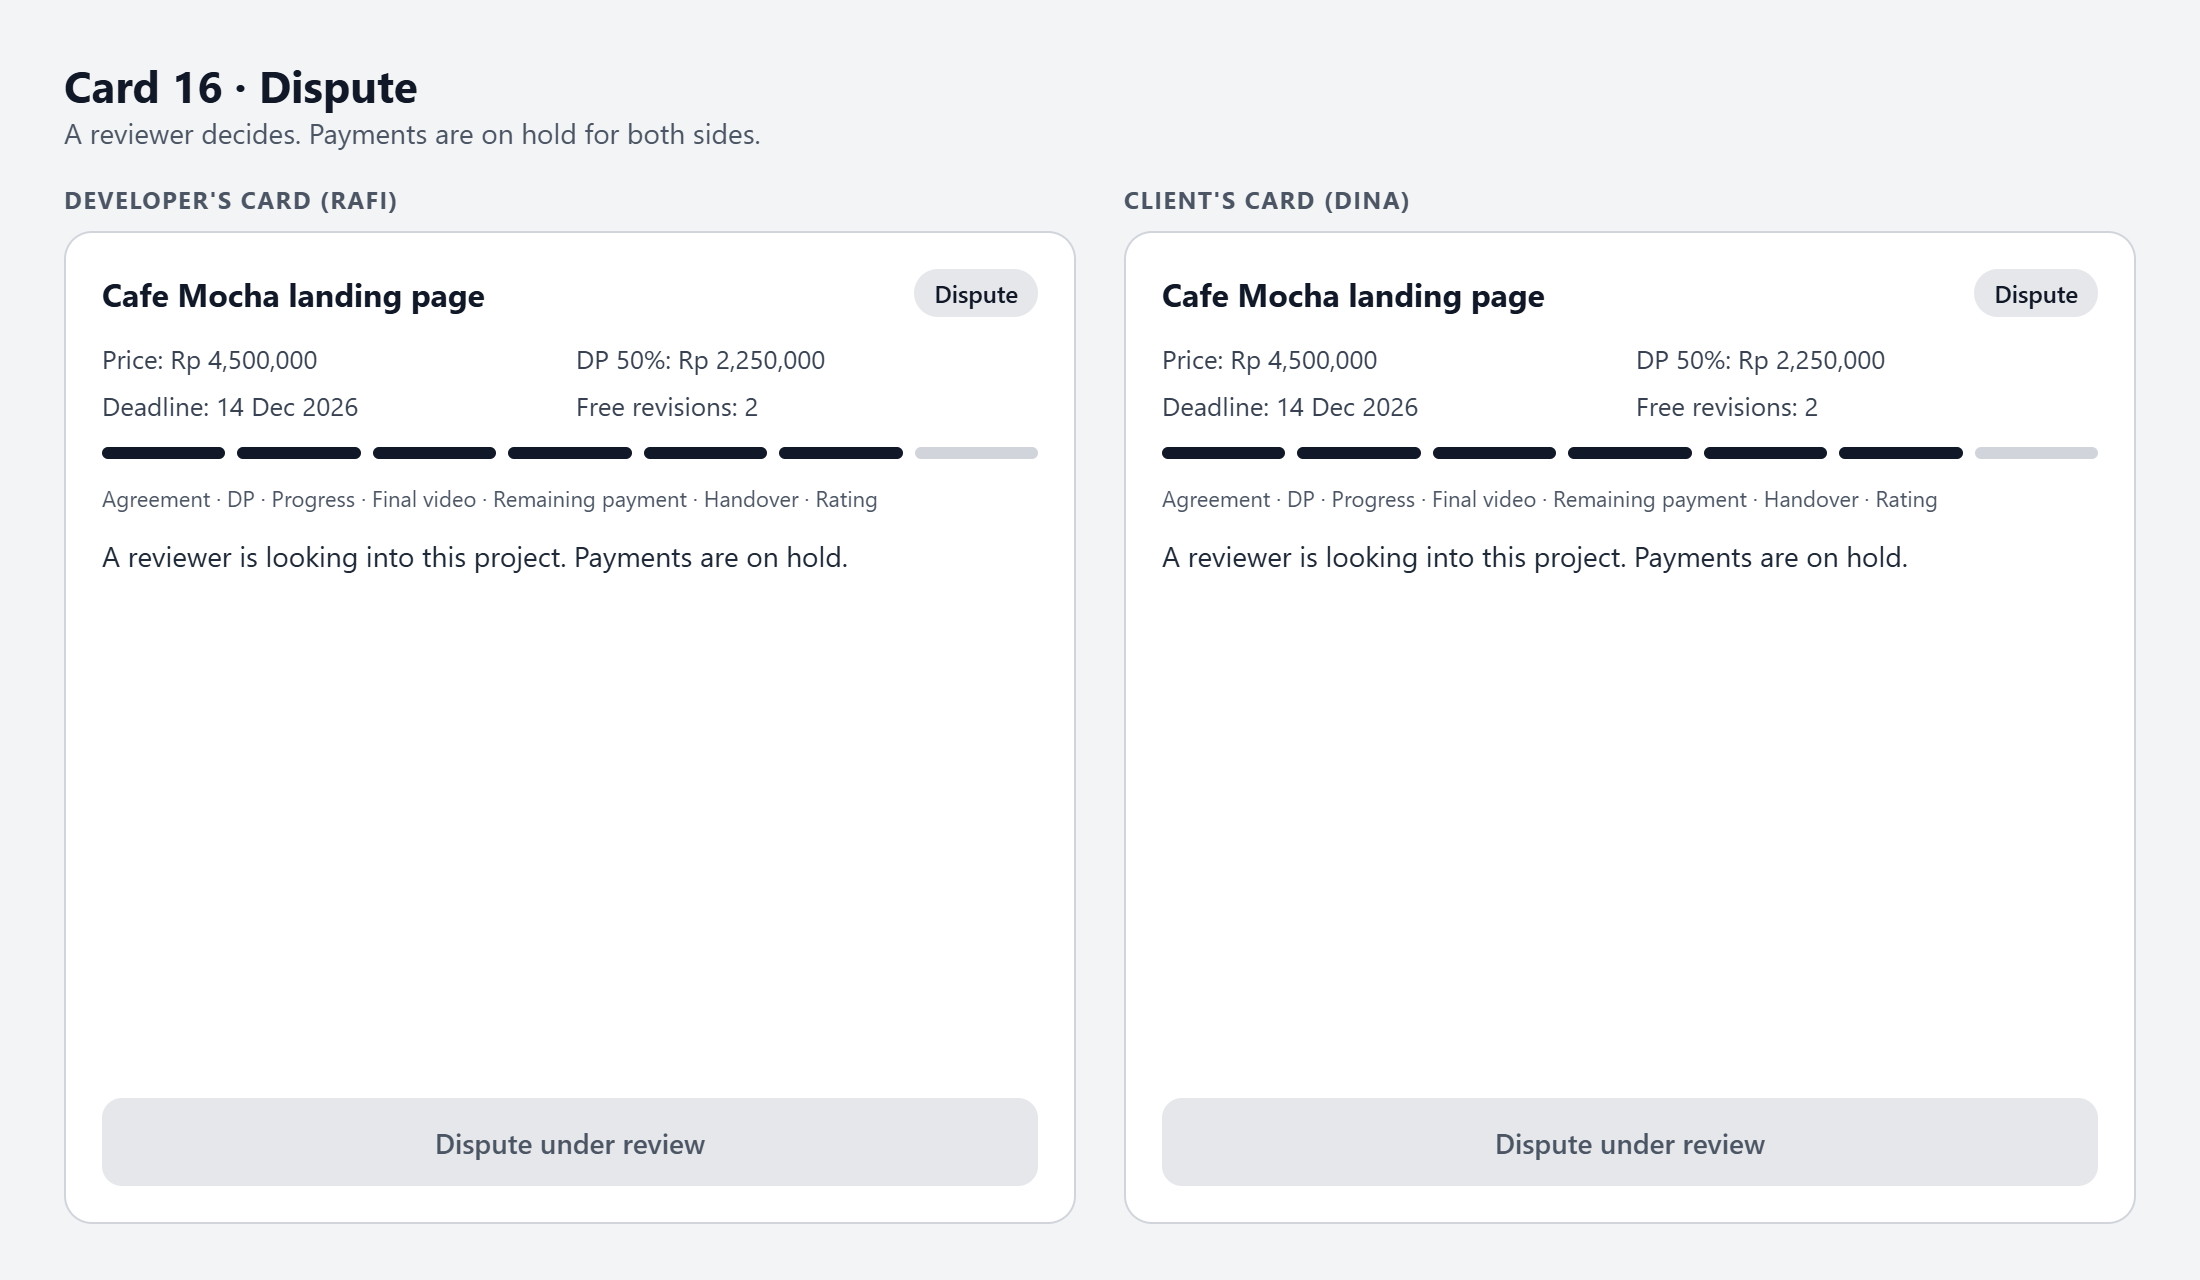 Card 16 · Dispute
A reviewer decides. Payments are on hold for both sides.
DEVELOPER'S CARD (RAFI)
Cafe Mocha landing page
Dispute
Price: Rp 4,500,000
DP 50%: Rp 2,250,000
Deadline: 14 Dec 2026
Free revisions: 2
Agreement · DP · Progress · Final video · Remaining payment · Handover · Rating
A reviewer is looking into this project. Payments are on hold.
Dispute under review
CLIENT'S CARD (DINA)
Cafe Mocha landing page
Dispute
Price: Rp 4,500,000
DP 50%: Rp 2,250,000
Deadline: 14 Dec 2026
Free revisions: 2
Agreement · DP · Progress · Final video · Remaining payment · Handover · Rating
A reviewer is looking into this project. Payments are on hold.
Dispute under review